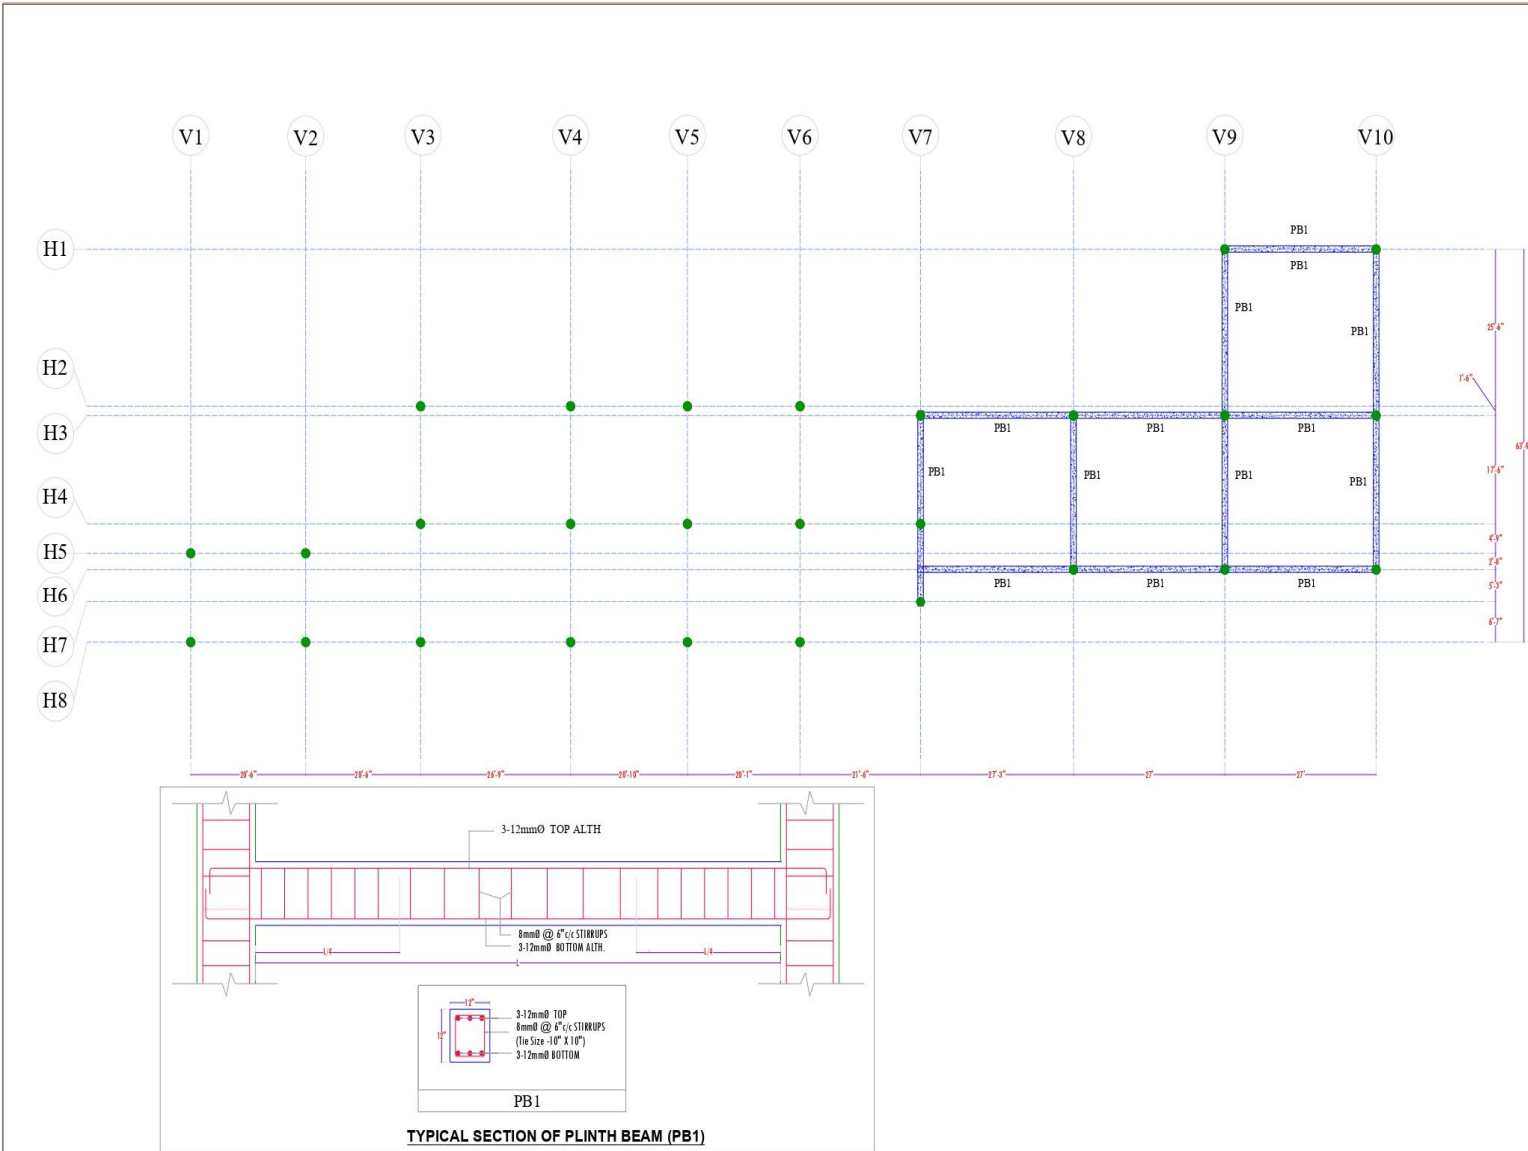 V1 V2 V3 V4 V5 V6 V7 V8 V9 V10
H1
H2
H3
H4
H5
H6
H7
H8
PB1
PB1
PB1
PB1
PB1 PB1 PB1
PB1 PB1 PB1 PB1
PB1 PB1 PB1
25'-6"
1'-6"
17'-8"
4'-9"
2'-8"
5'-3"
6'-7"
20'-6" 20'-6" 26'-9" 20'-10" 20'-1" 21'-6" 27'-3" 27' 27'
3-12mmØ TOP ALTH
8mmØ @ 6"c/c STIRRUPS
3-12mmØ BOTTOM ALTH.
L/4 L/4
L
12"
12"
3-12mmØ TOP
8mmØ @ 6"c/c STIRRUPS
(Tie Size -10" X 10")
3-12mmØ BOTTOM
PB1
TYPICAL SECTION OF PLINTH BEAM (PB1)